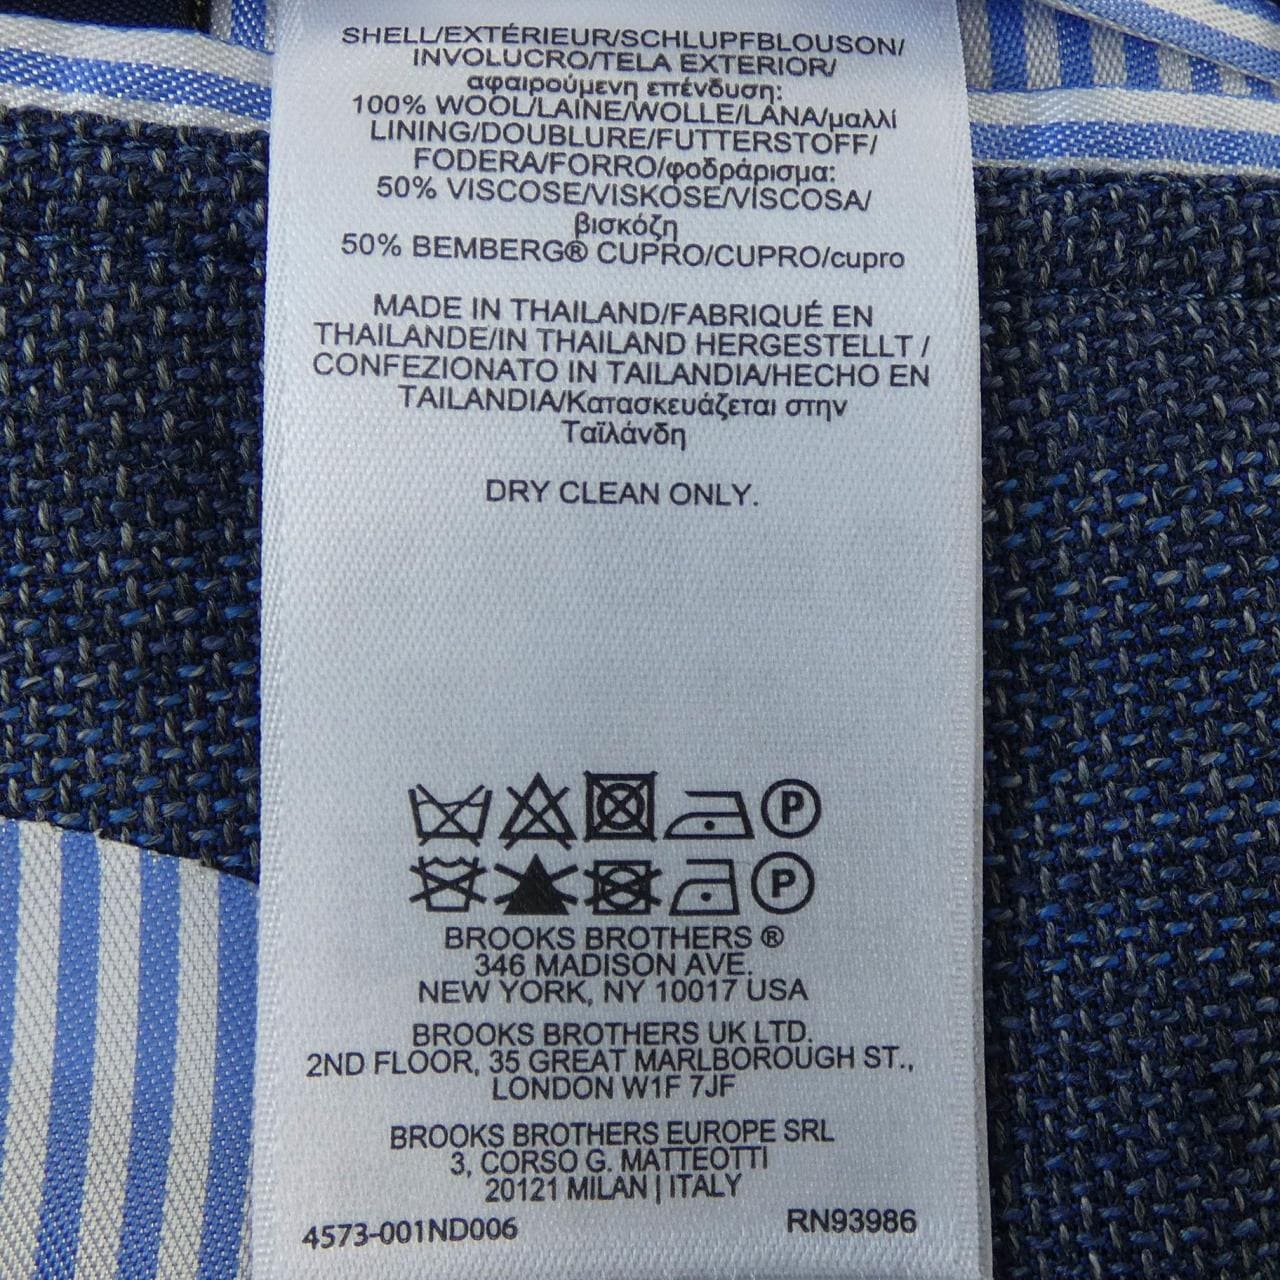 SHELL/EXTÉRIEUR/SCHLUPFBLOUSON/
INVOLUCRO/TELA EXTERIOR/
αφαιρούμενη επένδυση:
100% WOOL/LAINE/WOLLE/LANA/μαλλί
LINING/DOUBLURE/FUTTERSTOFF/
FODERA/FORRO/φοδράρισμα:
50% VISCOSE/VISKOSE/VISCOSA/
βισκόζη
50% BEMBERG® CUPRO/CUPRO/cupro
MADE IN THAILAND/FABRIQUÉ EN
THAILANDE/IN THAILAND HERGESTELLT /
CONFEZIONATO IN TAILANDIA/HECHO EN
TAILANDIA/Κατασκευάζεται στην
Ταϊλάνδη
DRY CLEAN ONLY.
P
P
BROOKS BROTHERS ®
346 MADISON AVE.
NEW YORK, NY 10017 USA
BROOKS BROTHERS UK LTD.
2ND FLOOR, 35 GREAT MARLBOROUGH ST.,
LONDON W1F 7JF
BROOKS BROTHERS EUROPE SRL
3, CORSO G. MATTEOTTI
20121 MILAN | ITALY
4573-001ND006 RN93986